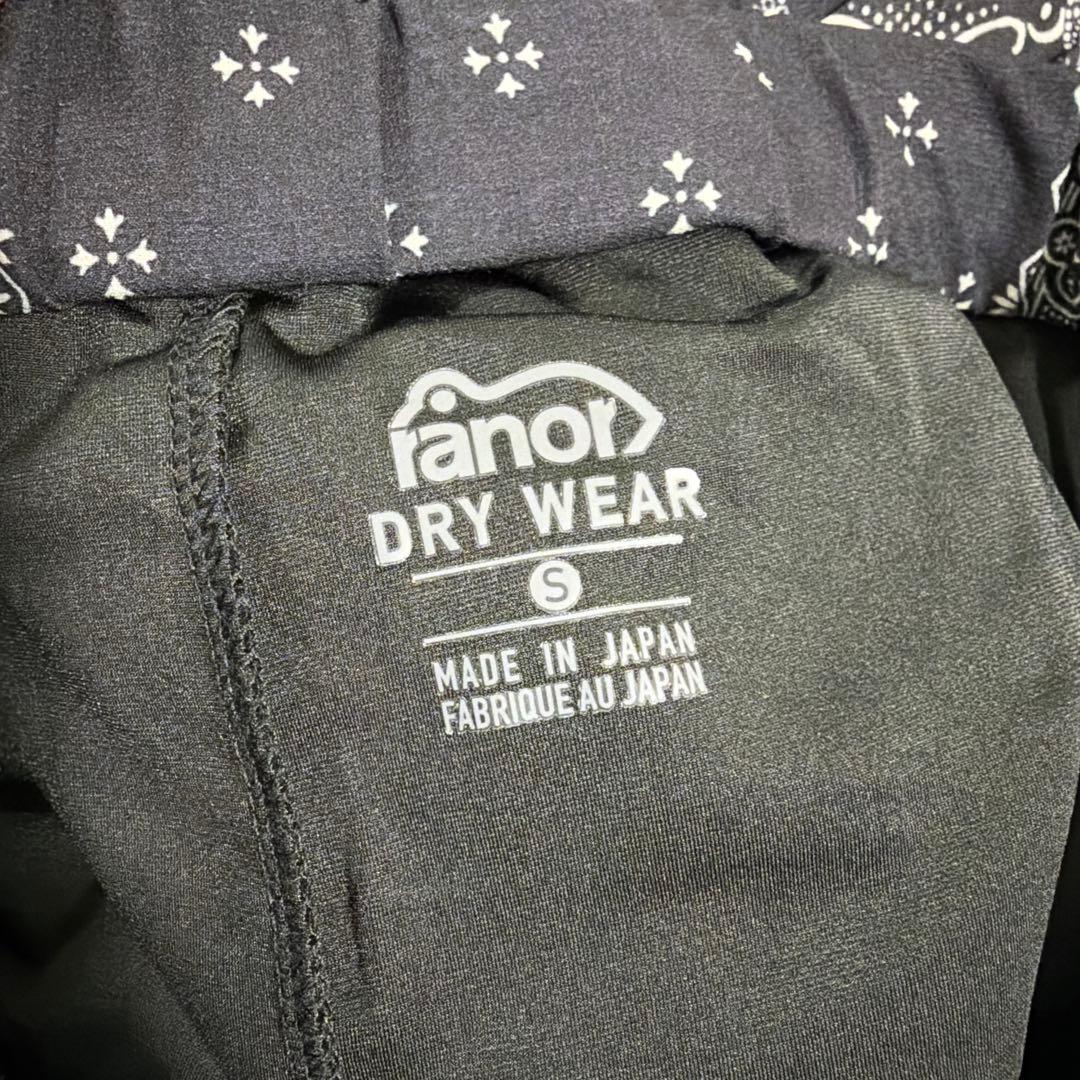 ranor
DRY WEAR
S
MADE IN JAPAN
FABRIQUE AU JAPAN